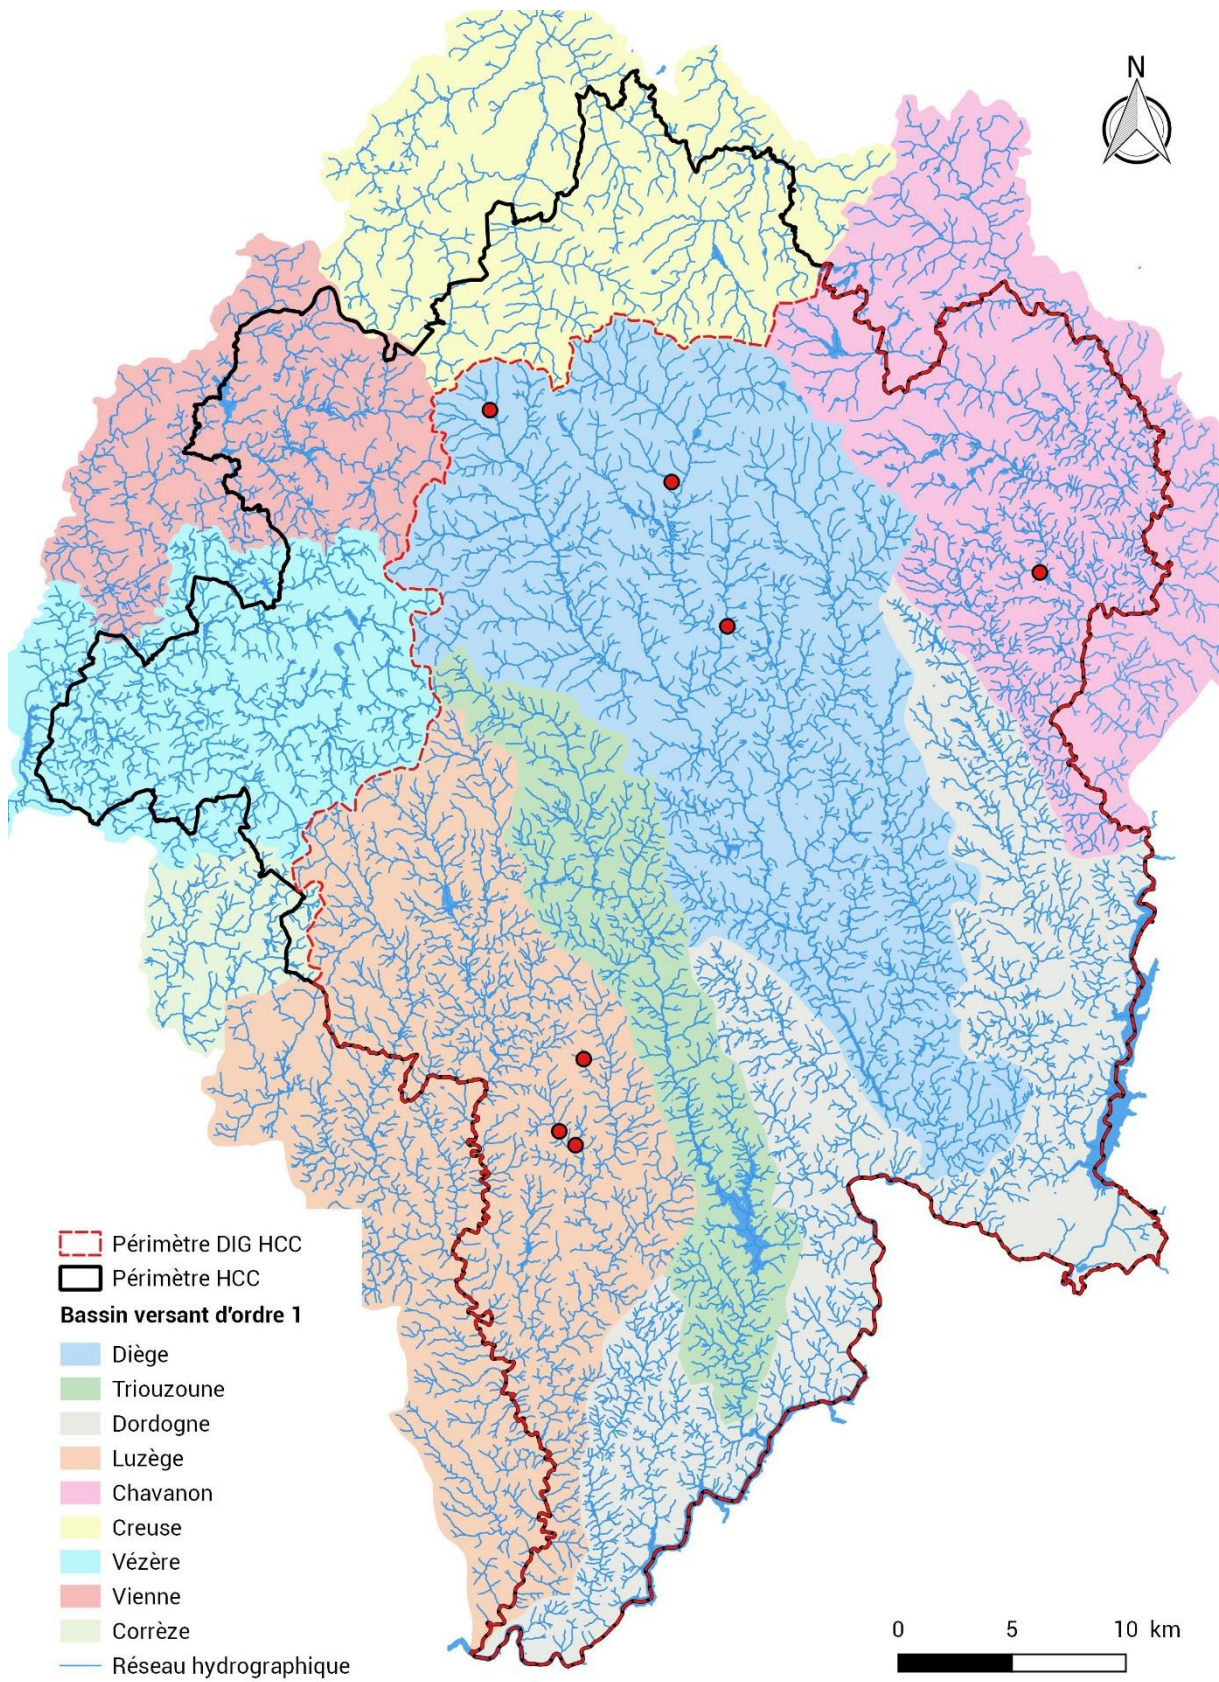 N
Périmètre DIG HCC
Périmètre HCC
Bassin versant d'ordre 1
Diège
Triouzoune
Dordogne
Luzège
Chavanon
Creuse
Vézère
Vienne
Corrèze
Réseau hydrographique
0 5 10 km